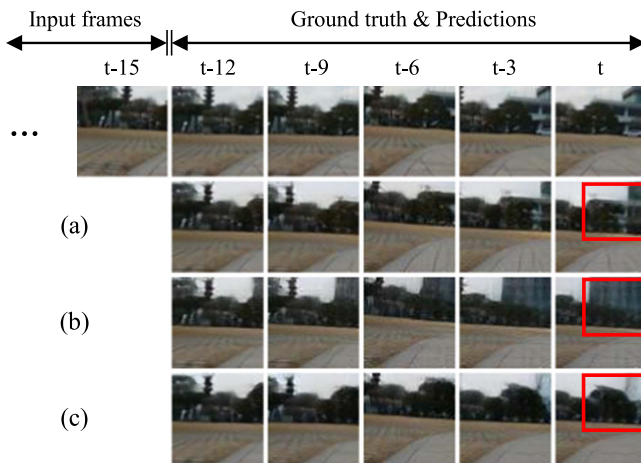 Input frames Ground truth & Predictions
t-15 t-12 t-9 t-6 t-3 t
...
(a)
(b)
(c)